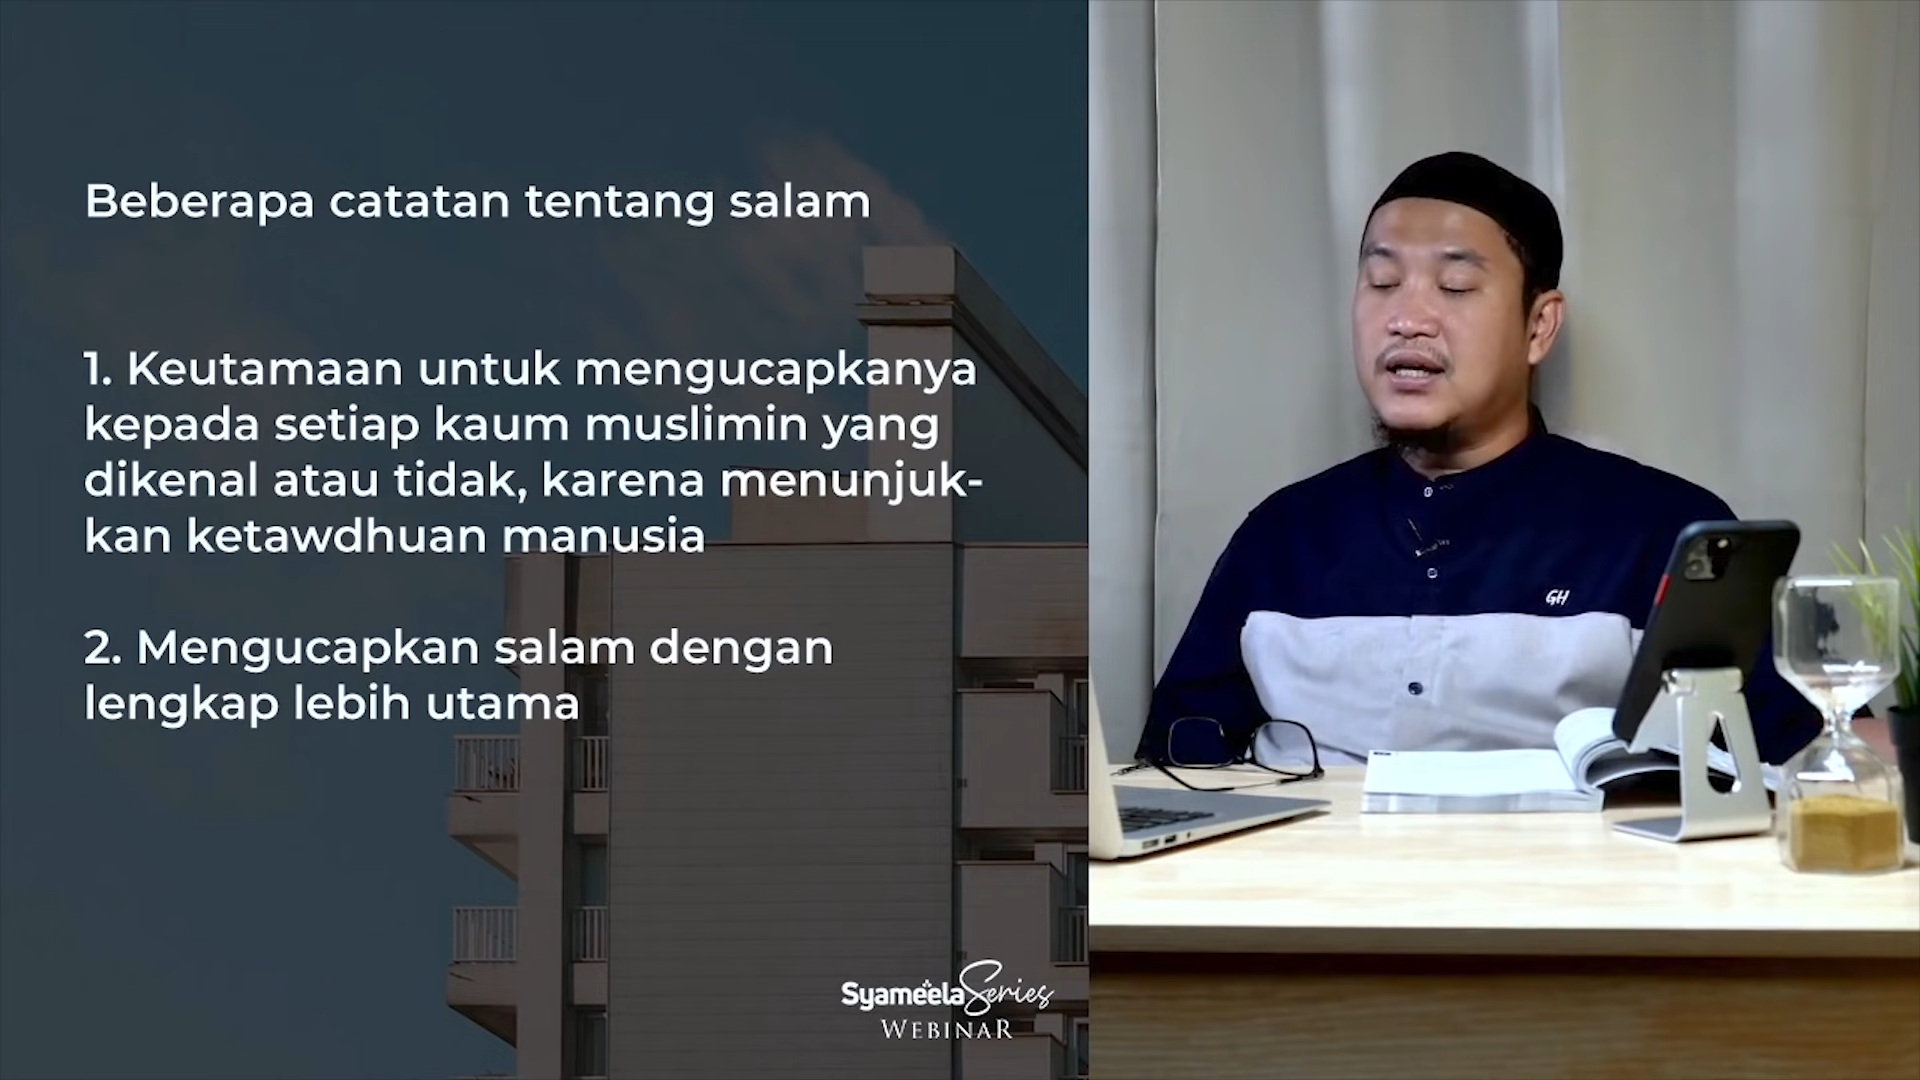 Beberapa catatan tentang salam
1. Keutamaan untuk mengucapkanya
kepada setiap kaum muslimin yang
dikenal atau tidak, karena menunjuk-
kan ketawdhuan manusia
2. Mengucapkan salam dengan
lengkap lebih utama
GH
Syameela Series
WEBINAR